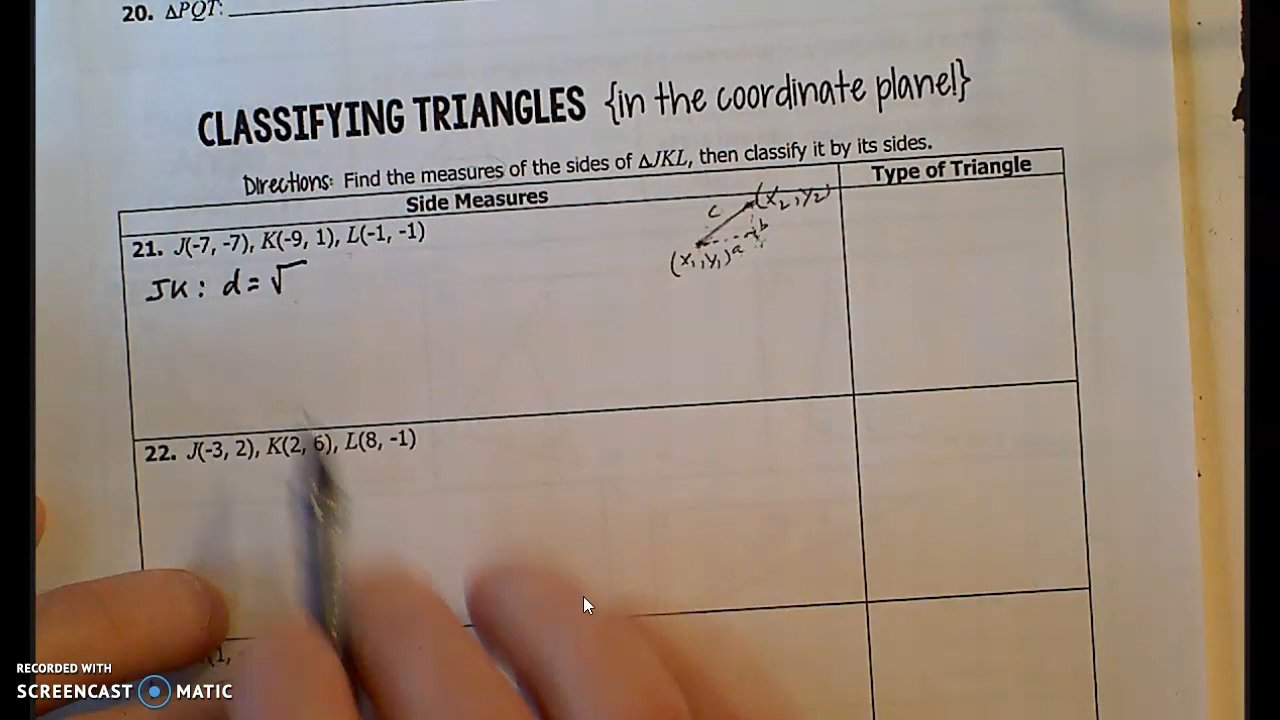 20. ΔPQT:
CLASSIFYING TRIANGLES {in the coordinate plane!}
Directions: Find the measures of the sides of ΔJKL, then classify it by its sides.
Side Measures
Type of Triangle
21. J(-7, -7), K(-9, 1), L(-1, -1)
c
(x₂, y₂)
b
a
(x₁, y₁)
JK: d = √
22. J(-3, 2), K(2, 6), L(8, -1)
(1,
RECORDED WITH
SCREENCAST MATIC